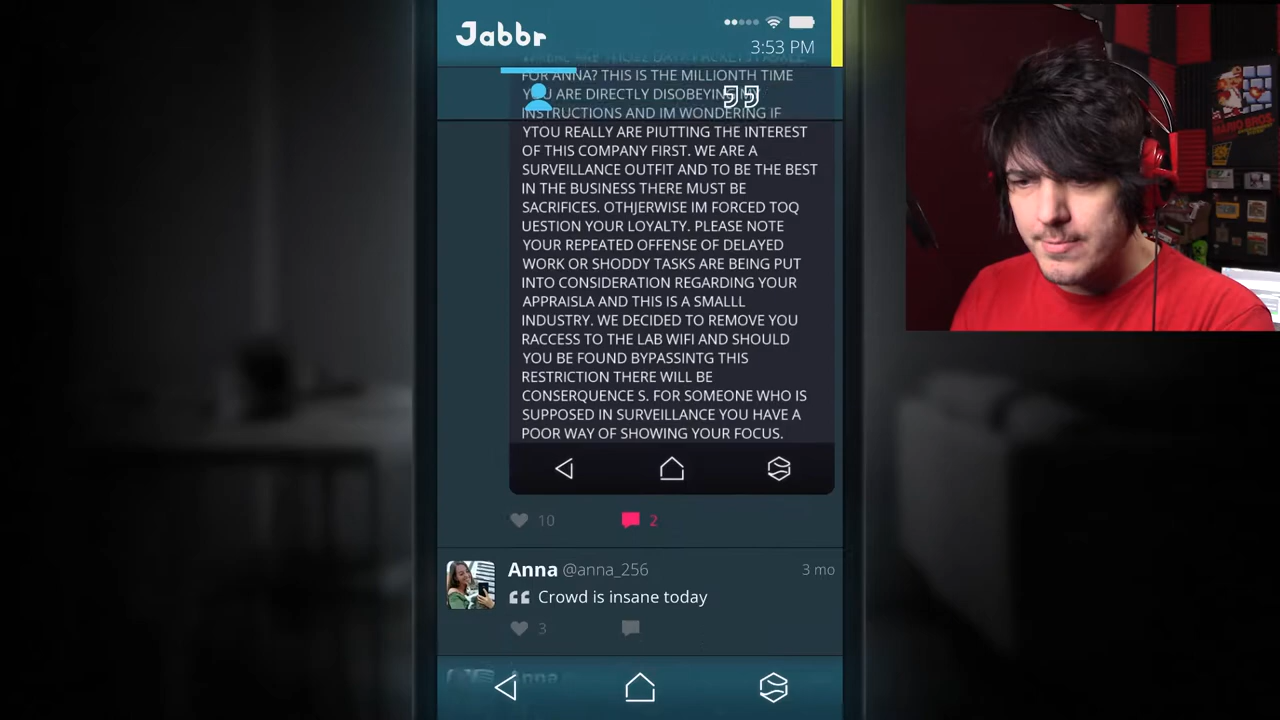 Jabbr
3:53 PM
FOR ANNA? THIS IS THE MILLIONTH TIME
YOU ARE DIRECTLY DISOBEYING MY
INSTRUCTIONS AND IM WONDERING IF
YTOU REALLY ARE PIUTTING THE INTEREST
OF THIS COMPANY FIRST. WE ARE A
SURVEILLANCE OUTFIT AND TO BE THE BEST
IN THE BUSINESS THERE MUST BE
SACRIFICES. OTHJERWISE IM FORCED TOQ
UESTION YOUR LOYALTY. PLEASE NOTE
YOUR REPEATED OFFENSE OF DELAYED
WORK OR SHODDY TASKS ARE BEING PUT
INTO CONSIDERATION REGARDING YOUR
APPRAISLA AND THIS IS A SMALLL
INDUSTRY. WE DECIDED TO REMOVE YOU
RACCESS TO THE LAB WIFI AND SHOULD
YOU BE FOUND BYPASSINTG THIS
RESTRICTION THERE WILL BE
CONSERQUENCE S. FOR SOMEONE WHO IS
SUPPOSED IN SURVEILLANCE YOU HAVE A
POOR WAY OF SHOWING YOUR FOCUS.
10 2
Anna @anna_256 3 mo
Crowd is insane today
3
Anna
MARIO BROS.